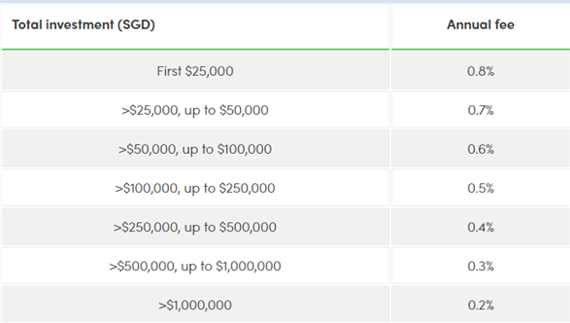 Total investment (SGD) Annual fee
First $25,000 0.8%
>$25,000, up to $50,000 0.7%
>$50,000, up to $100,000 0.6%
>$100,000, up to $250,000 0.5%
>$250,000, up to $500,000 0.4%
>$500,000, up to $1,000,000 0.3%
>$1,000,000 0.2%